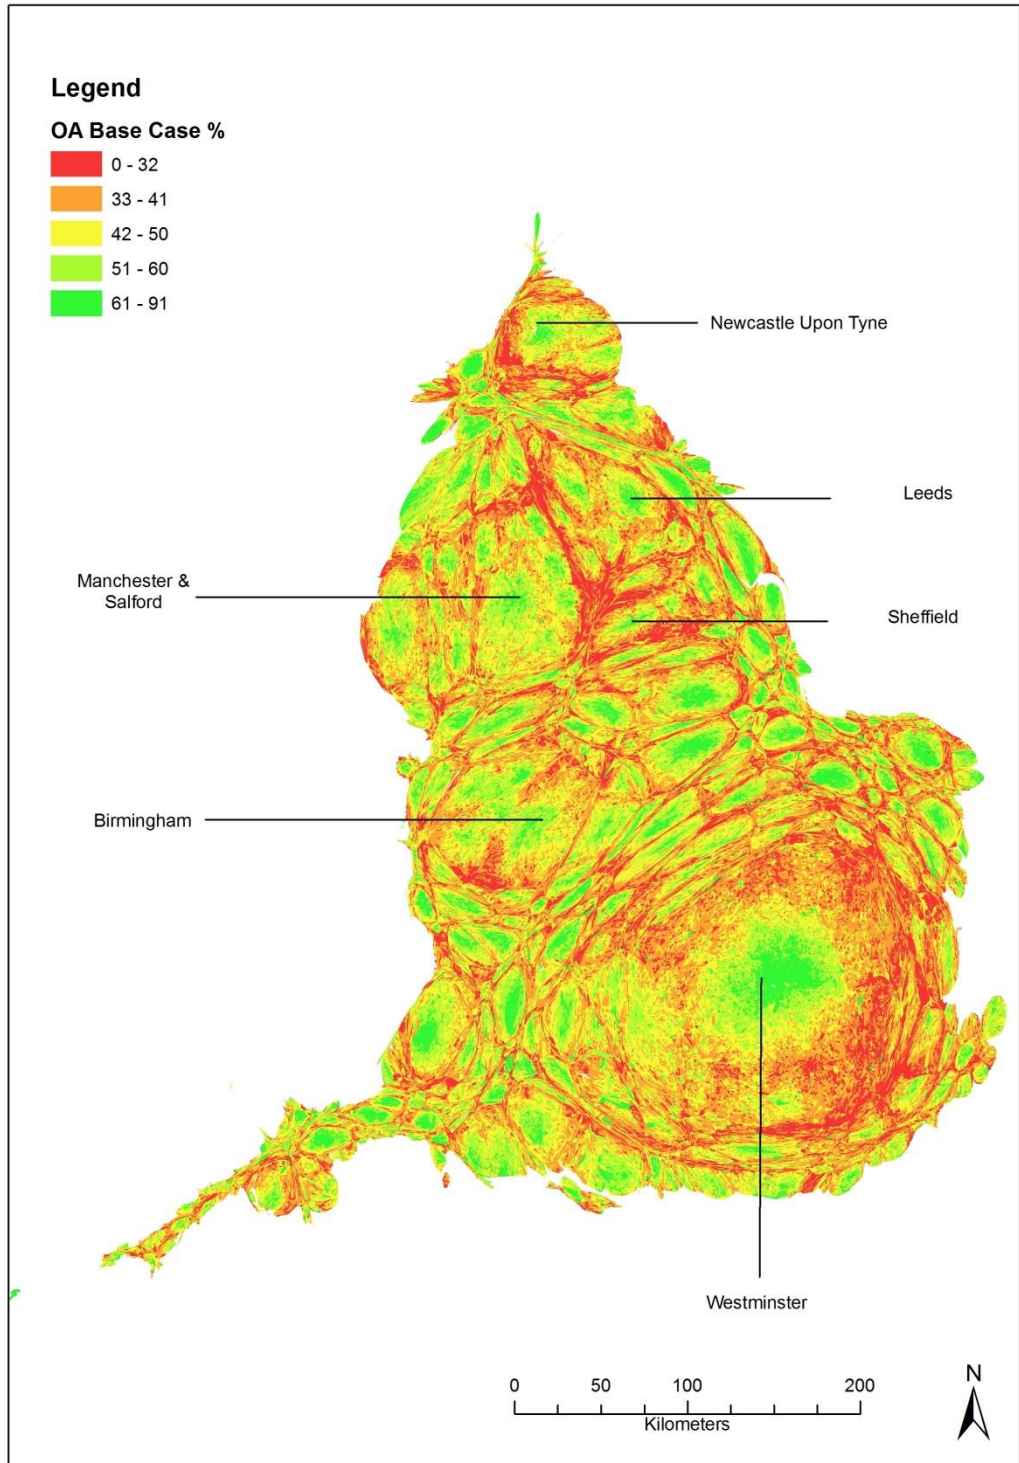 Legend
OA Base Case %
0 - 32
33 - 41
42 - 50
51 - 60
61 - 91
Newcastle Upon Tyne
Leeds
Manchester &
Salford
Sheffield
Birmingham
Westminster
0 50 100 200
Kilometers
N